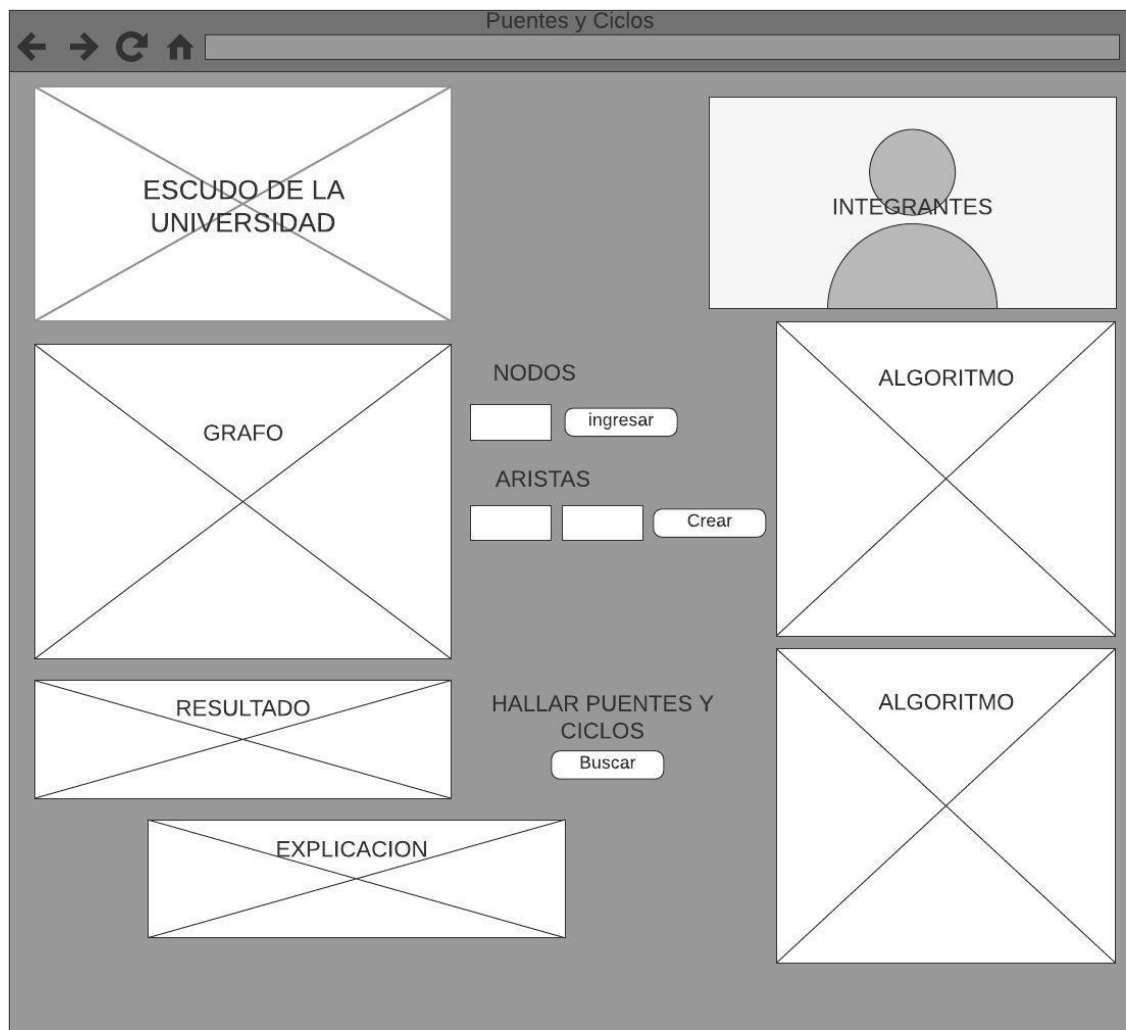 Puentes y Ciclos
ESCUDO DE LA
UNIVERSIDAD
INTEGRANTES
GRAFO
NODOS
ingresar
ARISTAS
Crear
ALGORITMO
RESULTADO
HALLAR PUENTES Y
CICLOS
Buscar
ALGORITMO
EXPLICACION